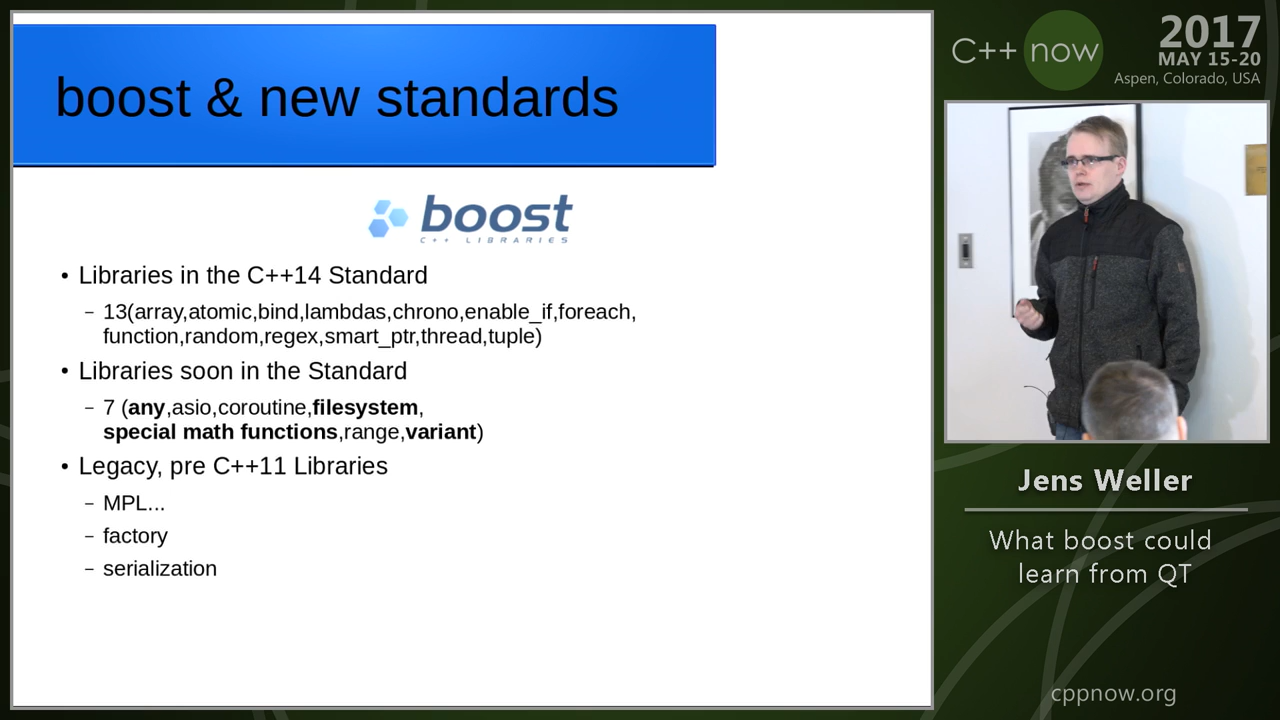 boost & new standards
boost
C++ LIBRARIES
• Libraries in the C++14 Standard
– 13(array,atomic,bind,lambdas,chrono,enable_if,foreach,
function,random,regex,smart_ptr,thread,tuple)
• Libraries soon in the Standard
– 7 (any,asio,coroutine,filesystem,
special math functions,range,variant)
• Legacy, pre C++11 Libraries
– MPL...
– factory
– serialization
C++ now
2017
MAY 15-20
Aspen, Colorado, USA
Jens Weller
What boost could
learn from QT
cppnow.org